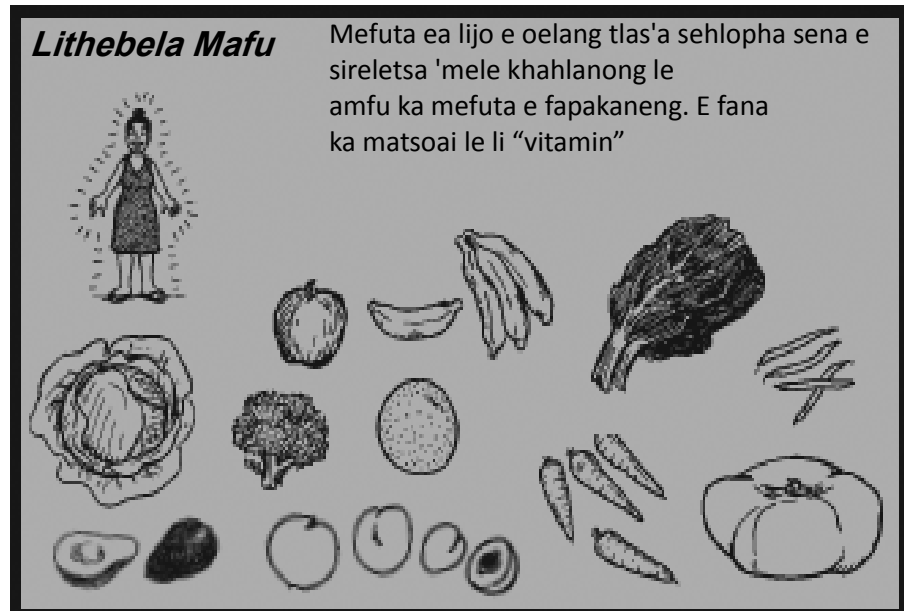 Lithebela Mafu
Mefuta ea lijo e oelang tlas'a sehlopha sena e
sireletsa 'mele khahlanong le
amfu ka mefuta e fapakaneng. E fana
ka matsoai le li “vitamin”